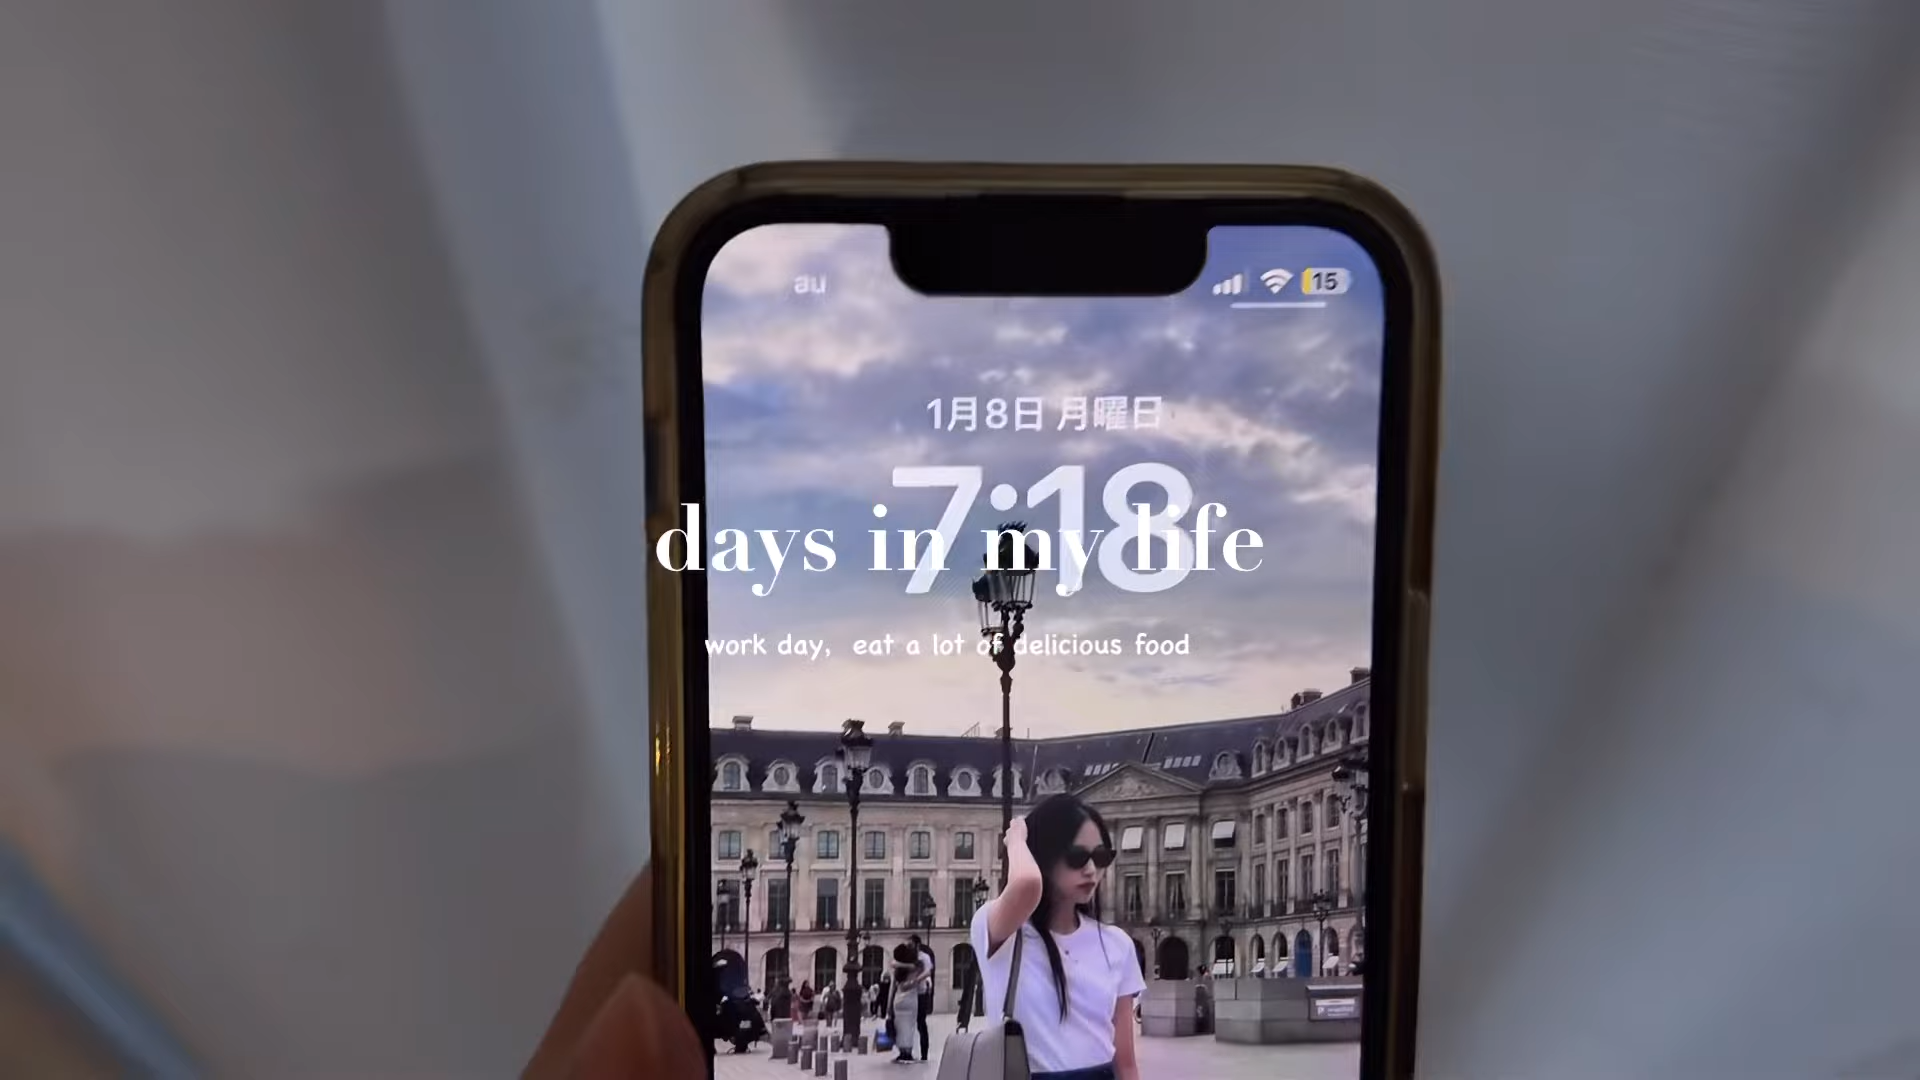 au 15
1月8日 月曜日
7:18
days in my life
work day, eat a lot of delicious food